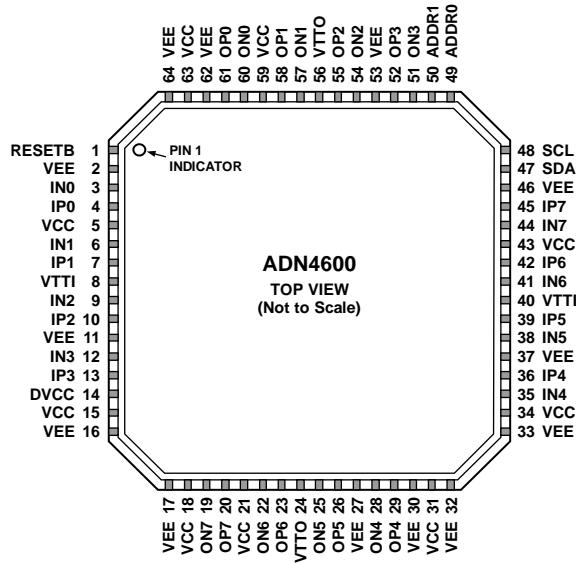 64 VEE
63 VCC
62 VEE
61 OP0
60 ON0
59 VCC
58 OP1
57 ON1
56 VTTO
55 OP2
54 ON2
53 VEE
52 OP3
51 ON3
50 ADDR1
49 ADDR0
RESETB 1
VEE 2
IN0 3
IP0 4
VCC 5
IN1 6
IP1 7
VTTI 8
IN2 9
IP2 10
VEE 11
IN3 12
IP3 13
DVCC 14
VCC 15
VEE 16
PIN 1
INDICATOR
ADN4600
TOP VIEW
(Not to Scale)
48 SCL
47 SDA
46 VEE
45 IP7
44 IN7
43 VCC
42 IP6
41 IN6
40 VTTI
39 IP5
38 IN5
37 VEE
36 IP4
35 IN4
34 VCC
33 VEE
VEE 17
VCC 18
ON7 19
OP7 20
VCC 21
ON6 22
OP6 23
VTTO 24
ON5 25
OP5 26
VEE 27
ON4 28
OP4 29
VEE 30
VCC 31
VEE 32